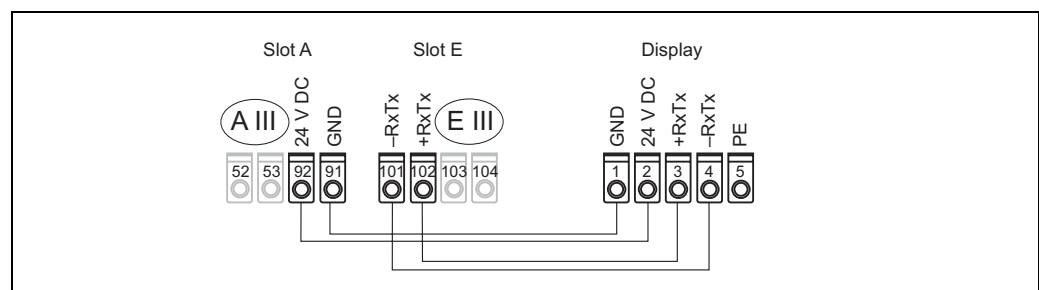 Slot A Slot E Display
24 V DC GND –RxTx +RxTx GND 24 V DC +RxTx –RxTx PE
A III E III
52 53 92 91 101 102 103 104 1 2 3 4 5